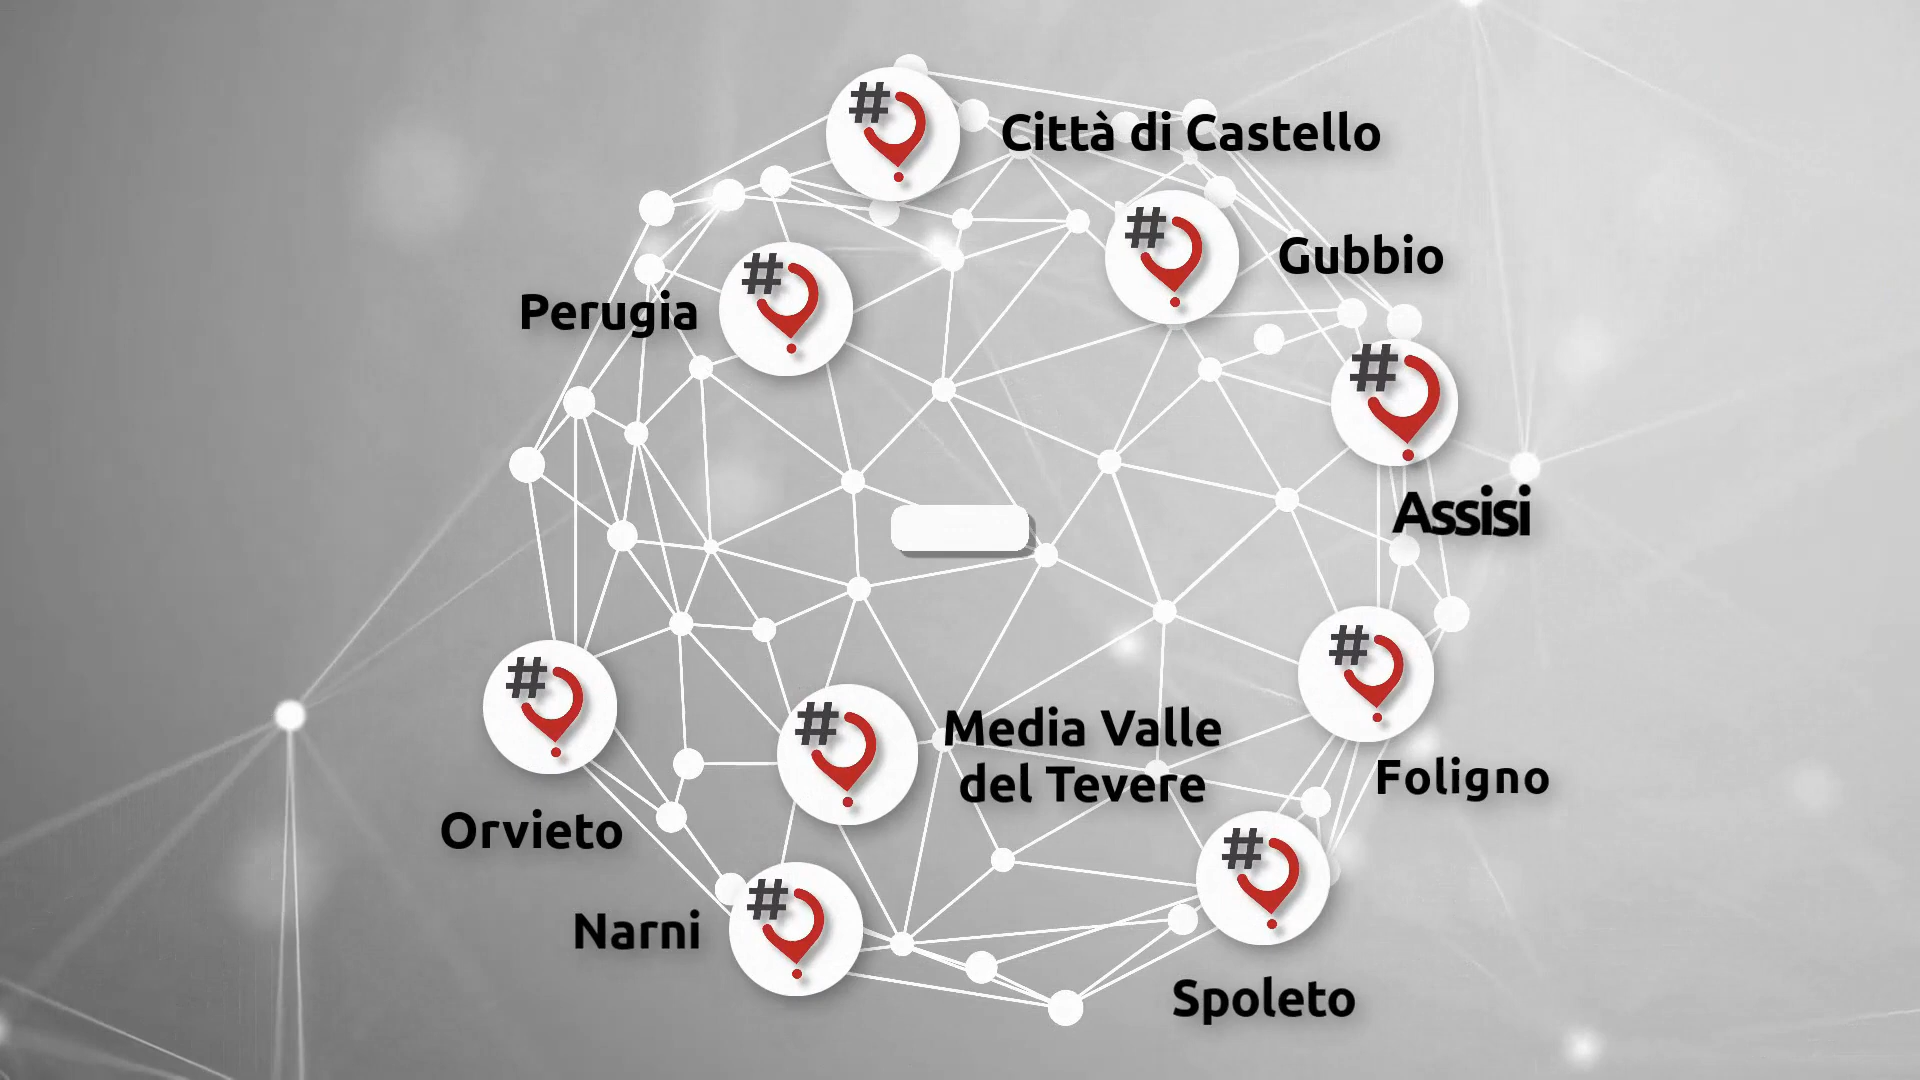 #
Città di Castello
#
Gubbio
#
Perugia
#
Assisi
#
Orvieto
#
Media Valle
del Tevere
#
Foligno
#
Narni
#
Spoleto